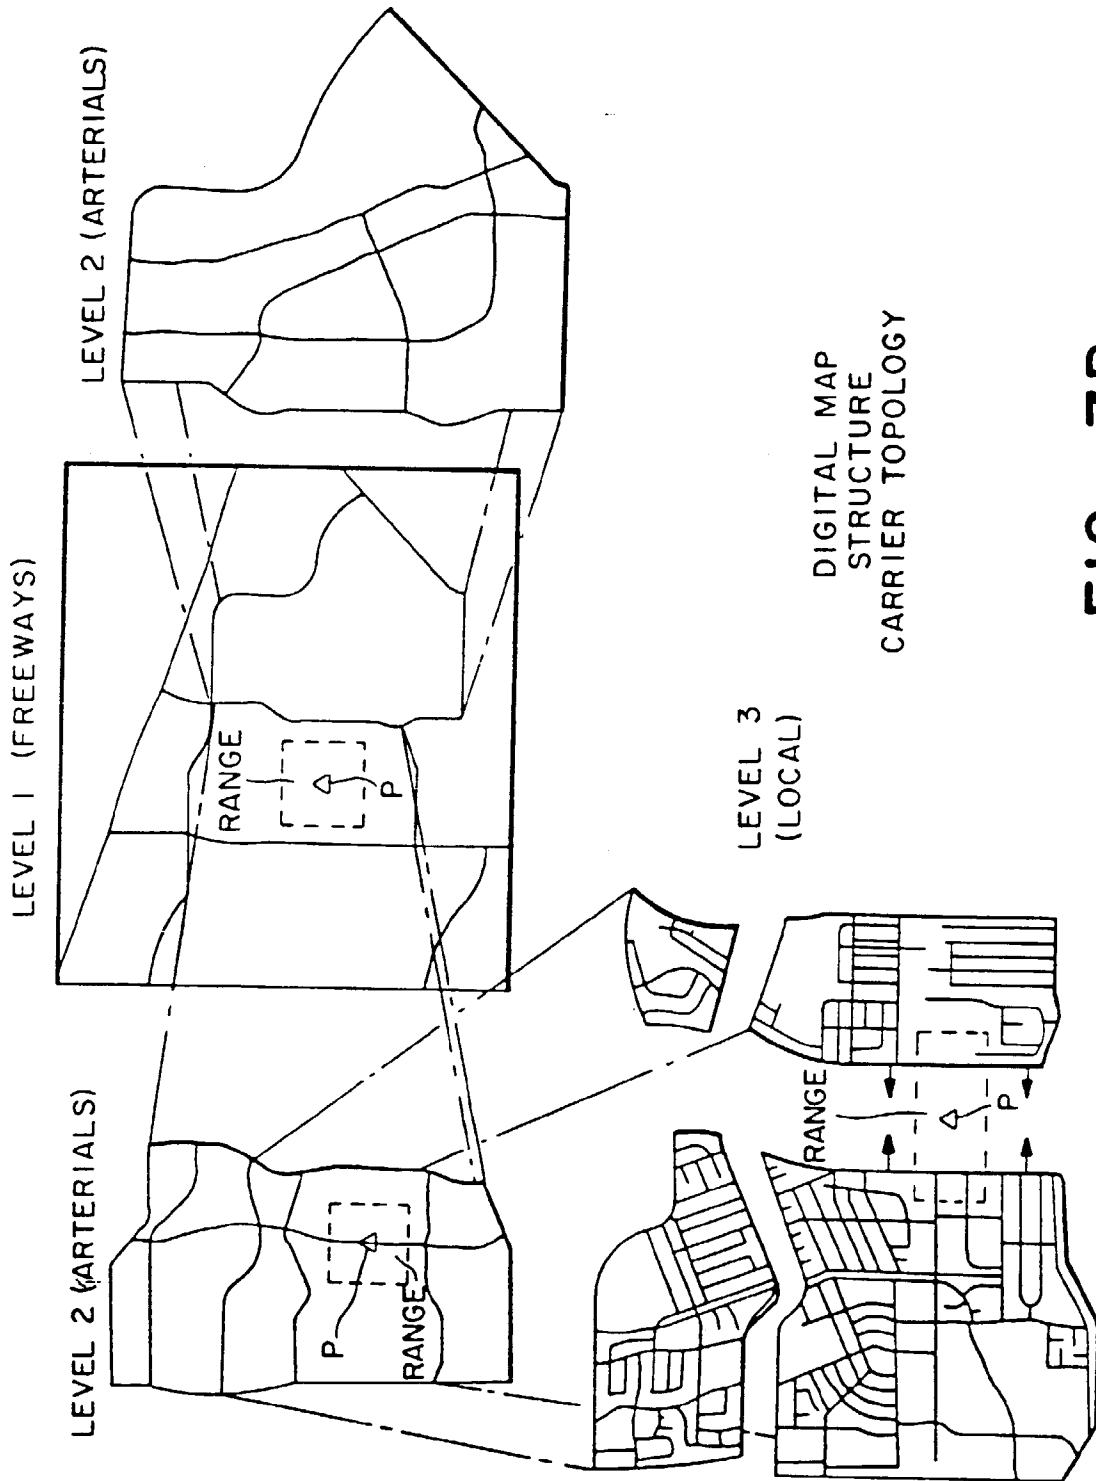 LEVEL 1 (FREEWAYS)
LEVEL 2 (ARTERIALS)
LEVEL 2 (ARTERIALS)
RANGE
P
P
RANGE
LEVEL 3
(LOCAL)
RANGE
P
DIGITAL MAP
STRUCTURE
CARRIER TOPOLOGY